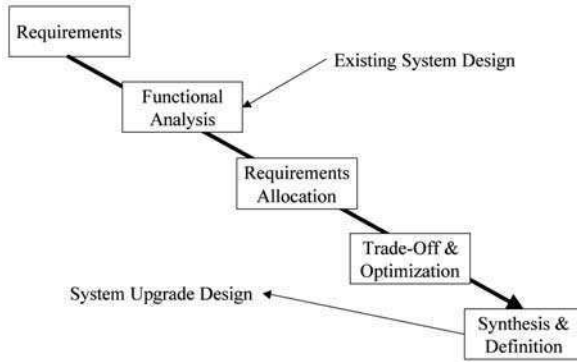 Requirements
Existing System Design
Functional
Analysis
Requirements
Allocation
Trade-Off &
Optimization
System Upgrade Design
Synthesis &
Definition